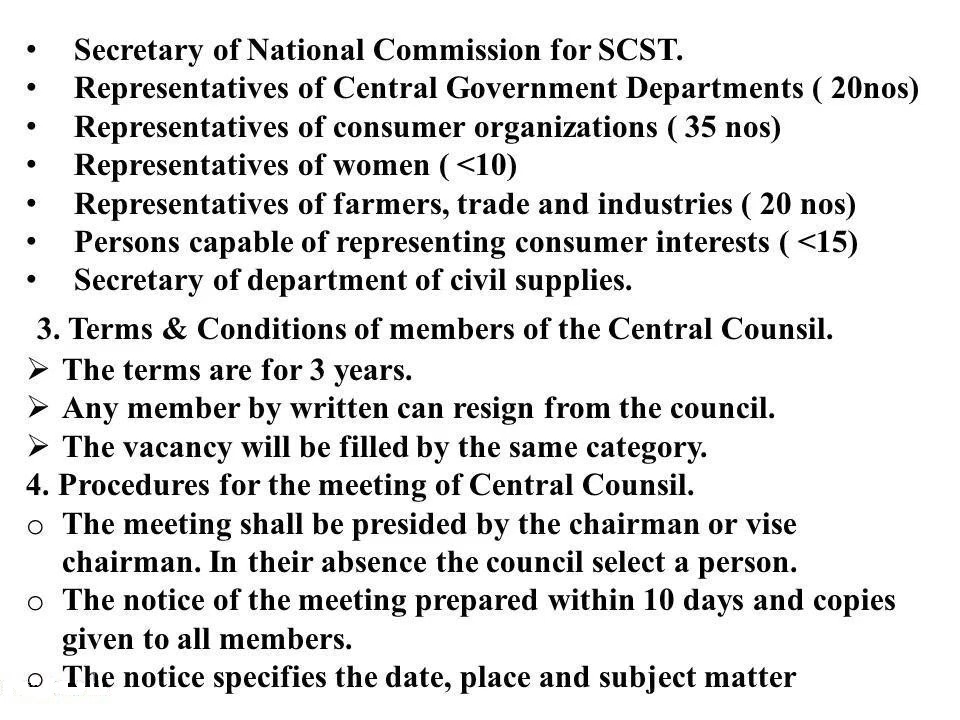 • Secretary of National Commission for SCST.
• Representatives of Central Government Departments ( 20nos)
• Representatives of consumer organizations ( 35 nos)
• Representatives of women ( <10)
• Representatives of farmers, trade and industries ( 20 nos)
• Persons capable of representing consumer interests ( <15)
• Secretary of department of civil supplies.
3. Terms & Conditions of members of the Central Counsil.
➢ The terms are for 3 years.
➢ Any member by written can resign from the council.
➢ The vacancy will be filled by the same category.
4. Procedures for the meeting of Central Counsil.
o The meeting shall be presided by the chairman or vise
chairman. In their absence the council select a person.
o The notice of the meeting prepared within 10 days and copies
given to all members.
o The notice specifies the date, place and subject matter